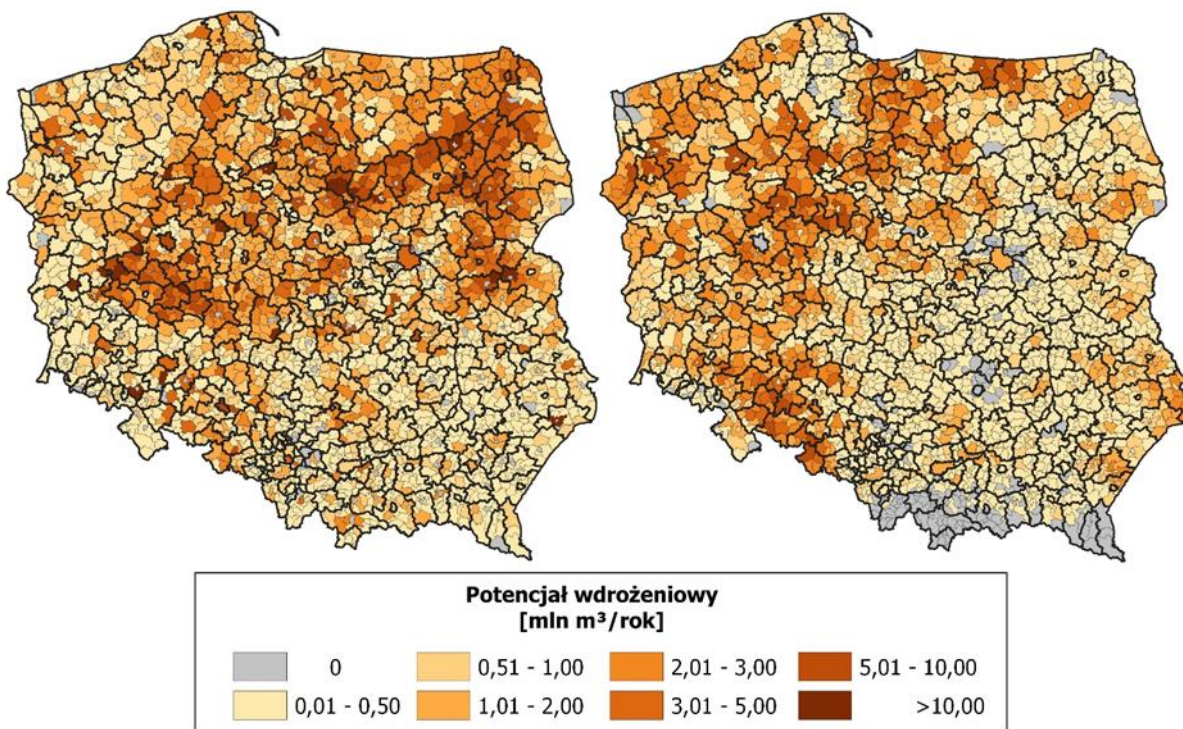 Potencjał wdrożeniowy
[mln m³/rok]
0 0,51 - 1,00 2,01 - 3,00 5,01 - 10,00
0,01 - 0,50 1,01 - 2,00 3,01 - 5,00 >10,00